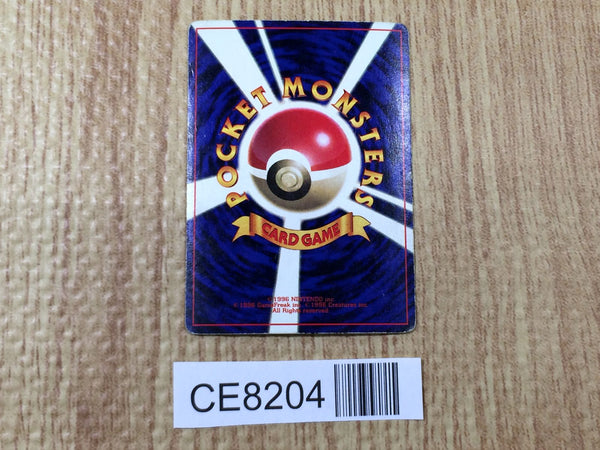 POCKET MONSTERS
CARD GAME
©1996 NINTENDO inc.
© 1996 GameFreak inc. © 1996 Creatures inc.
All Rights reserved.
CE8204